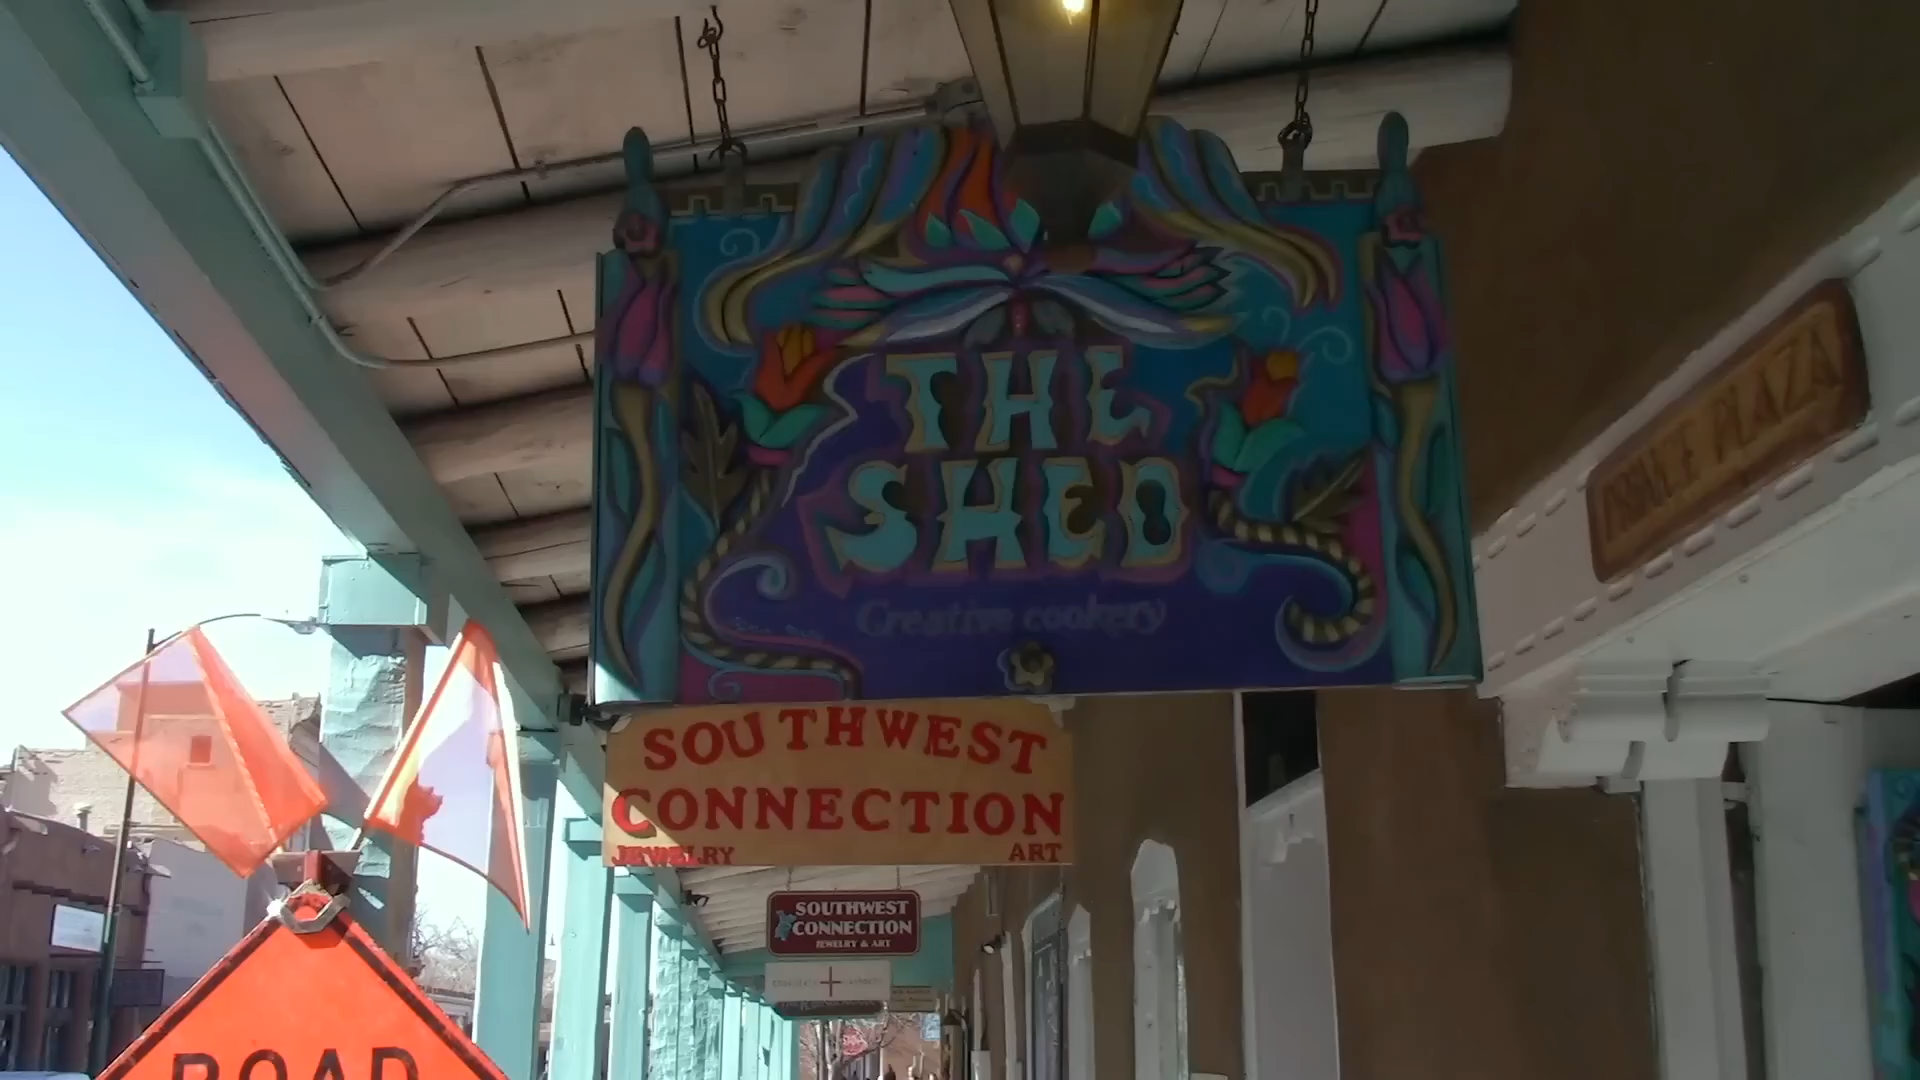 THE
SHED
Creative cookery
PRINCE PLAZA
SOUTHWEST
CONNECTION
JEWELRY ART
SOUTHWEST
CONNECTION
JEWELRY & ART
ROAD